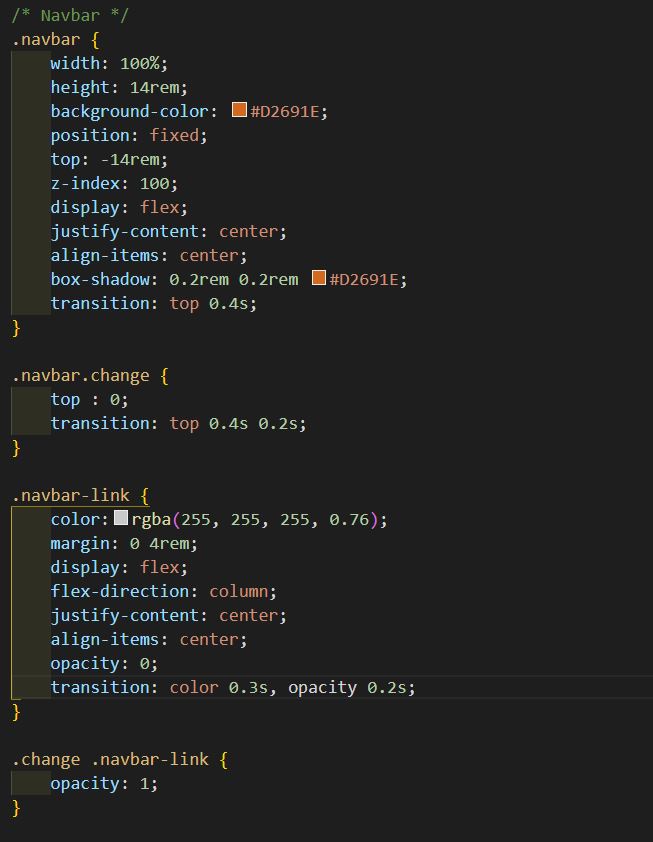 /* Navbar */
.navbar {
    width: 100%;
    height: 14rem;
    background-color: #D2691E;
    position: fixed;
    top: -14rem;
    z-index: 100;
    display: flex;
    justify-content: center;
    align-items: center;
    box-shadow: 0.2rem 0.2rem #D2691E;
    transition: top 0.4s;
}

.navbar.change {
    top : 0;
    transition: top 0.4s 0.2s;
}

.navbar-link {
    color: rgba(255, 255, 255, 0.76);
    margin: 0 4rem;
    display: flex;
    flex-direction: column;
    justify-content: center;
    align-items: center;
    opacity: 0;
    transition: color 0.3s, opacity 0.2s;
}

.change .navbar-link {
    opacity: 1;
}